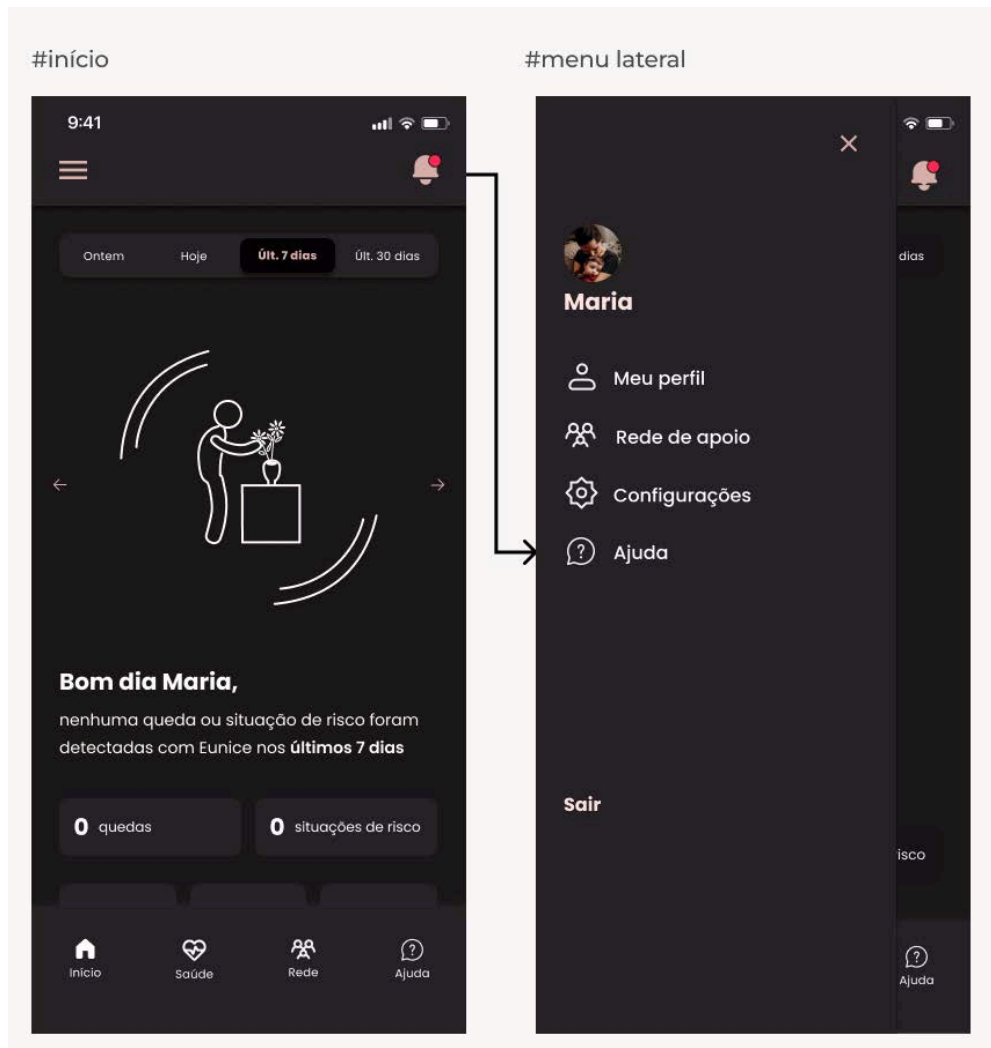 #início
9:41
Ontem Hoje Últ. 7 dias Últ. 30 dias
Bom dia Maria,
nenhuma queda ou situação de risco foram
detectadas com Eunice nos últimos 7 dias
0 quedas 0 situações de risco
Início Saúde Rede Ajuda
#menu lateral
dias
Maria
Meu perfil
Rede de apoio
Configurações
? Ajuda
Sair
isco
Ajuda